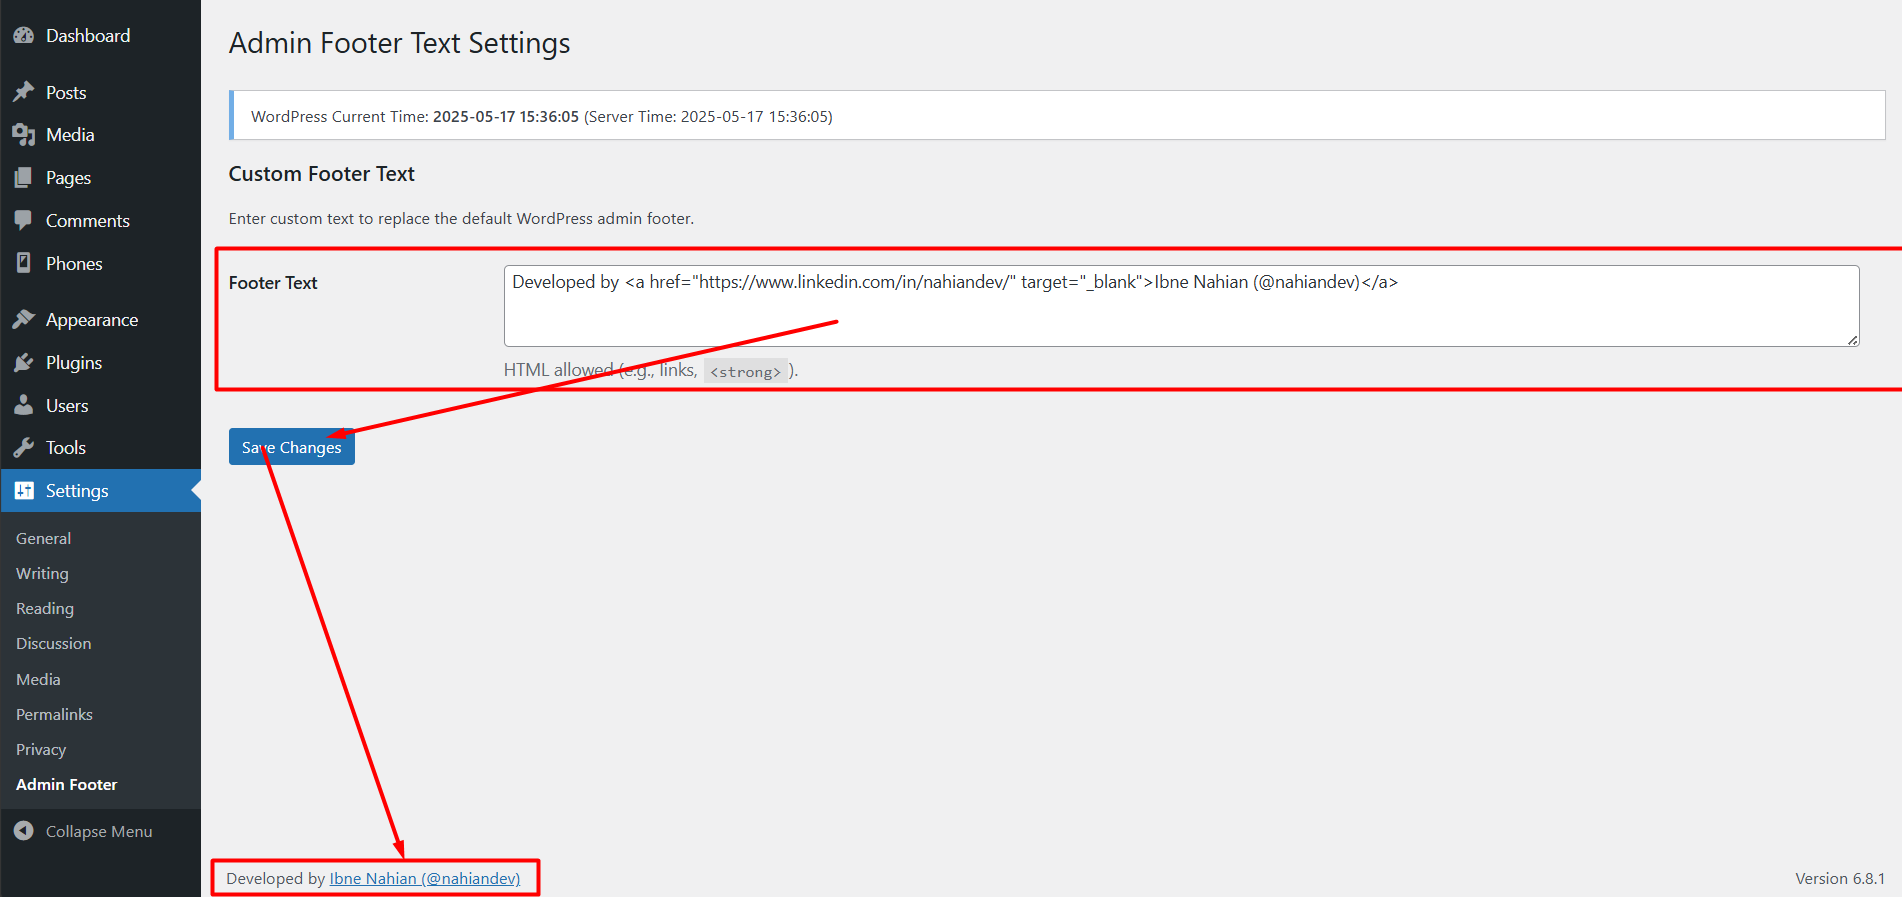 Dashboard
Posts
Media
Pages
Comments
Phones
Appearance
Plugins
Users
Tools
Settings
General
Writing
Reading
Discussion
Media
Permalinks
Privacy
Admin Footer
Collapse Menu
Admin Footer Text Settings
WordPress Current Time: 2025-05-17 15:36:05 (Server Time: 2025-05-17 15:36:05)
Custom Footer Text
Enter custom text to replace the default WordPress admin footer.
Footer Text
Developed by <a href="https://www.linkedin.com/in/nahiandev/" target="_blank">Ibne Nahian (@nahiandev)</a>
HTML allowed (e.g., links, <strong> ).
Save Changes
Developed by Ibne Nahian (@nahiandev)
Version 6.8.1